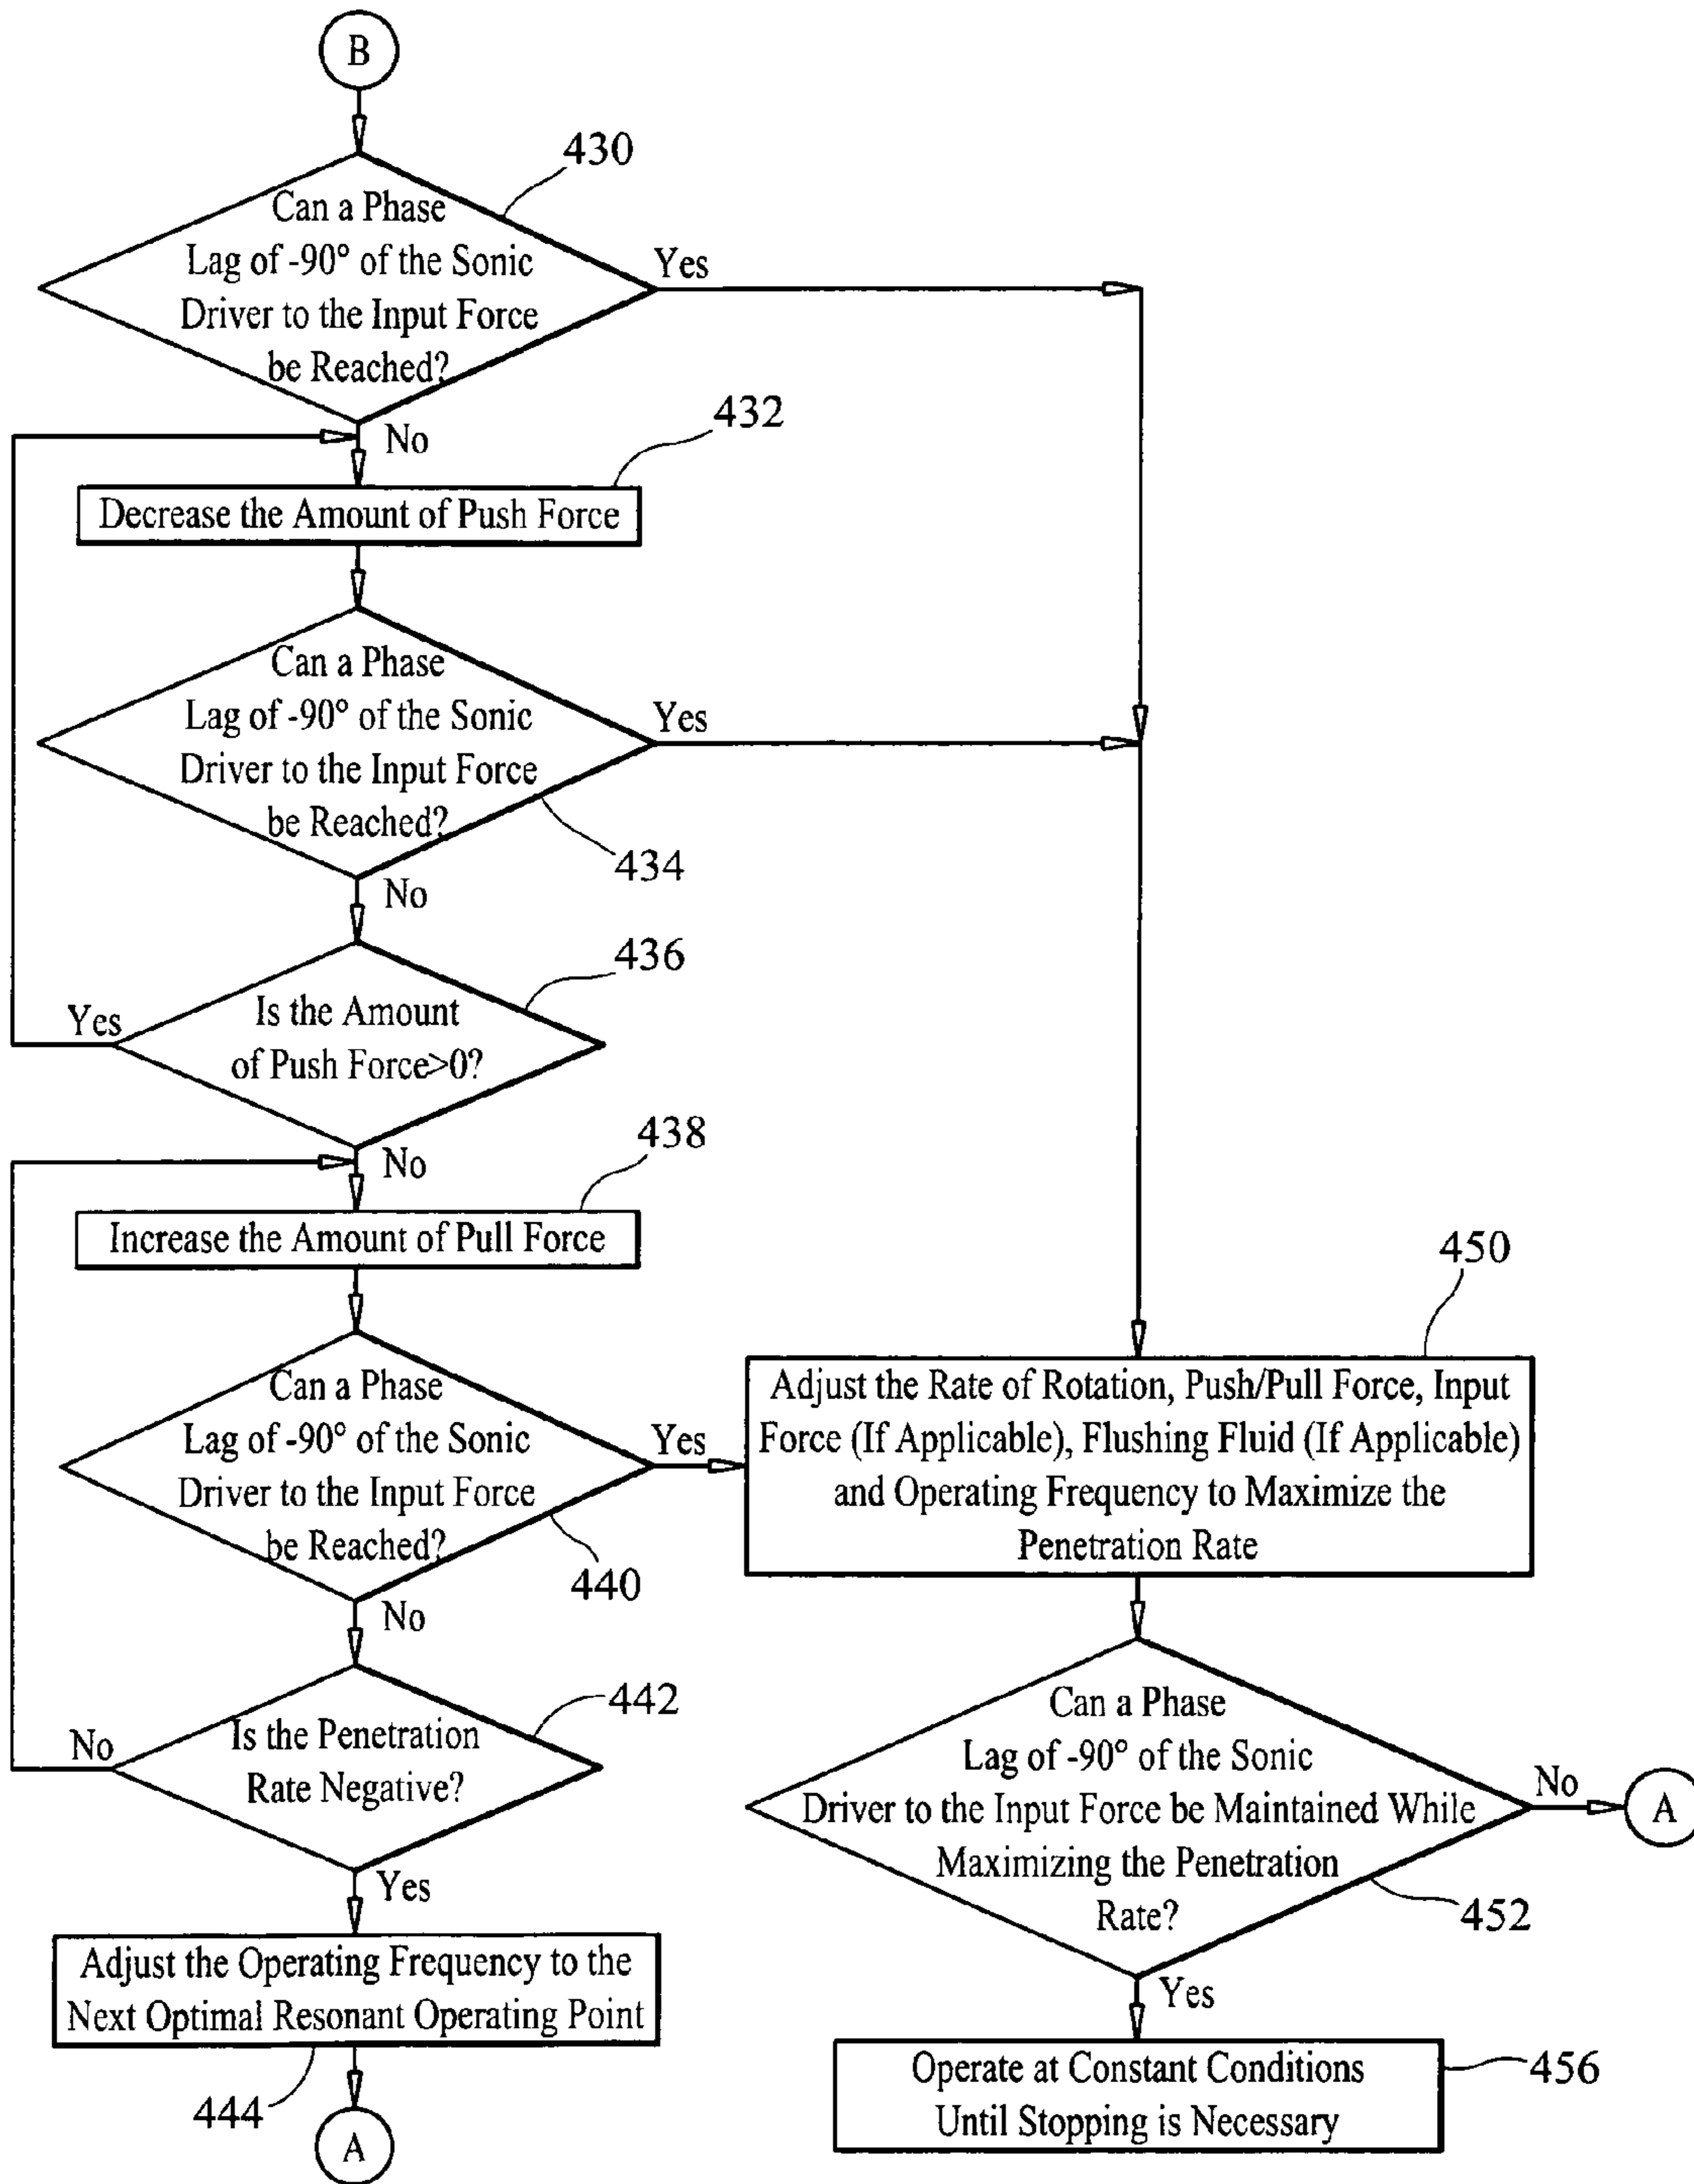 B
430
Can a Phase
Lag of -90° of the Sonic
Driver to the Input Force
be Reached?
Yes
No
432
Decrease the Amount of Push Force
Can a Phase
Lag of -90° of the Sonic
Driver to the Input Force
be Reached?
Yes
434
No
436
Is the Amount
of Push Force>0?
Yes
No
438
Increase the Amount of Pull Force
Can a Phase
Lag of -90° of the Sonic
Driver to the Input Force
be Reached?
Yes
440
No
442
Is the Penetration
Rate Negative?
No
Yes
Adjust the Operating Frequency to the
Next Optimal Resonant Operating Point
444
A
450
Adjust the Rate of Rotation, Push/Pull Force, Input
Force (If Applicable), Flushing Fluid (If Applicable)
and Operating Frequency to Maximize the
Penetration Rate
Can a Phase
Lag of -90° of the Sonic
Driver to the Input Force be Maintained While
Maximizing the Penetration
Rate?
No
A
452
Yes
Operate at Constant Conditions
Until Stopping is Necessary
456